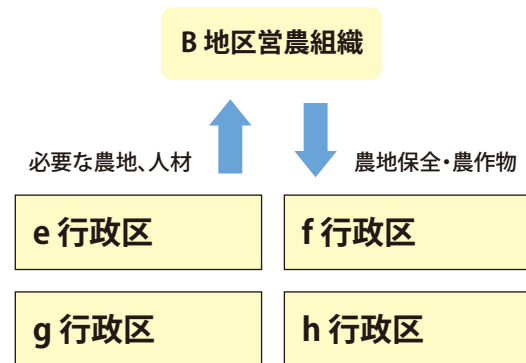 B 地区営農組織
必要な農地、人材
農地保全・農作物
e 行政区
f 行政区
g 行政区
h 行政区